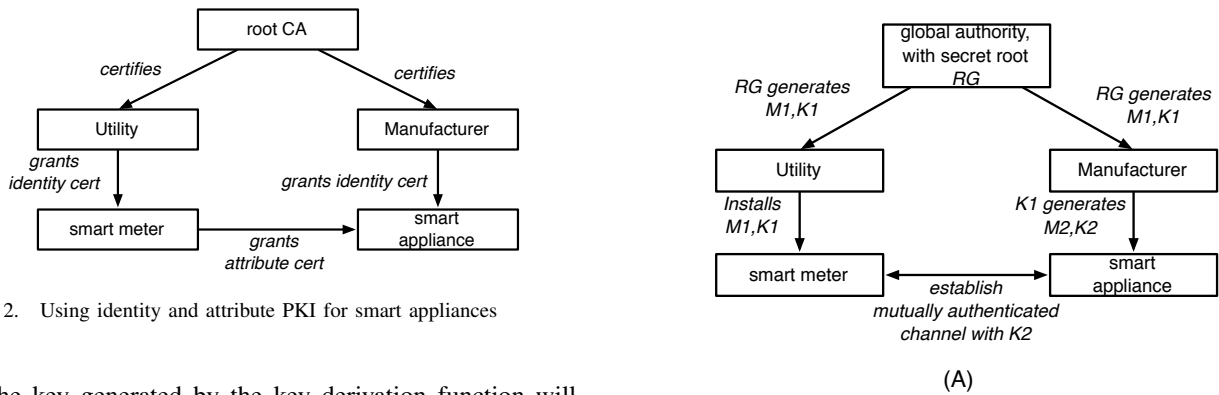 root CA
certifies
certifies
Utility
Manufacturer
grants
identity cert
grants identity cert
smart meter
smart
appliance
grants
attribute cert
2. Using identity and attribute PKI for smart appliances
he key generated by the key derivation function will
global authority,
with secret root
RG
RG generates
M1,K1
RG generates
M1,K1
Utility
Manufacturer
Installs
M1,K1
K1 generates
M2,K2
smart meter
smart
appliance
establish
mutually authenticated
channel with K2
(A)